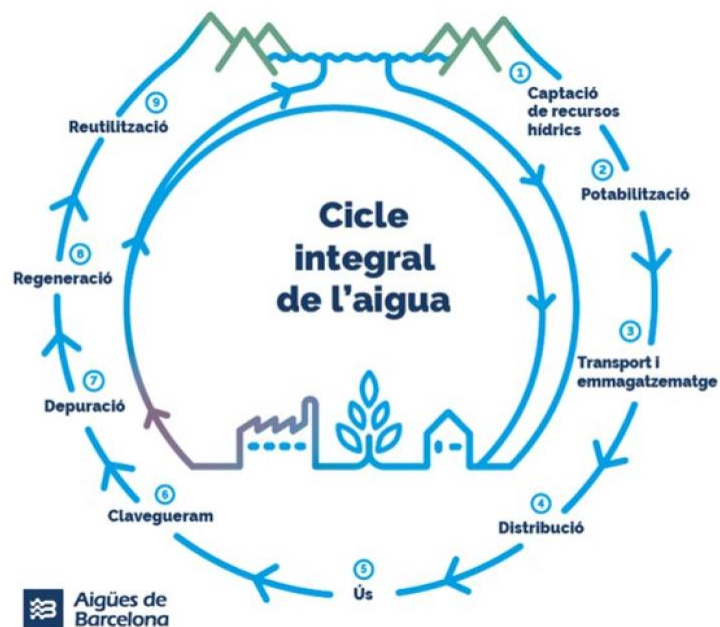 Cicle
integral
de l'aigua
1
Captació
de recursos
hídrics
2
Potabilització
3
Transport i
emmagatzematge
4
Distribució
5
Ús
6
Clavegueram
7
Depuració
8
Regeneració
9
Reutilització
Aigües de
Barcelona